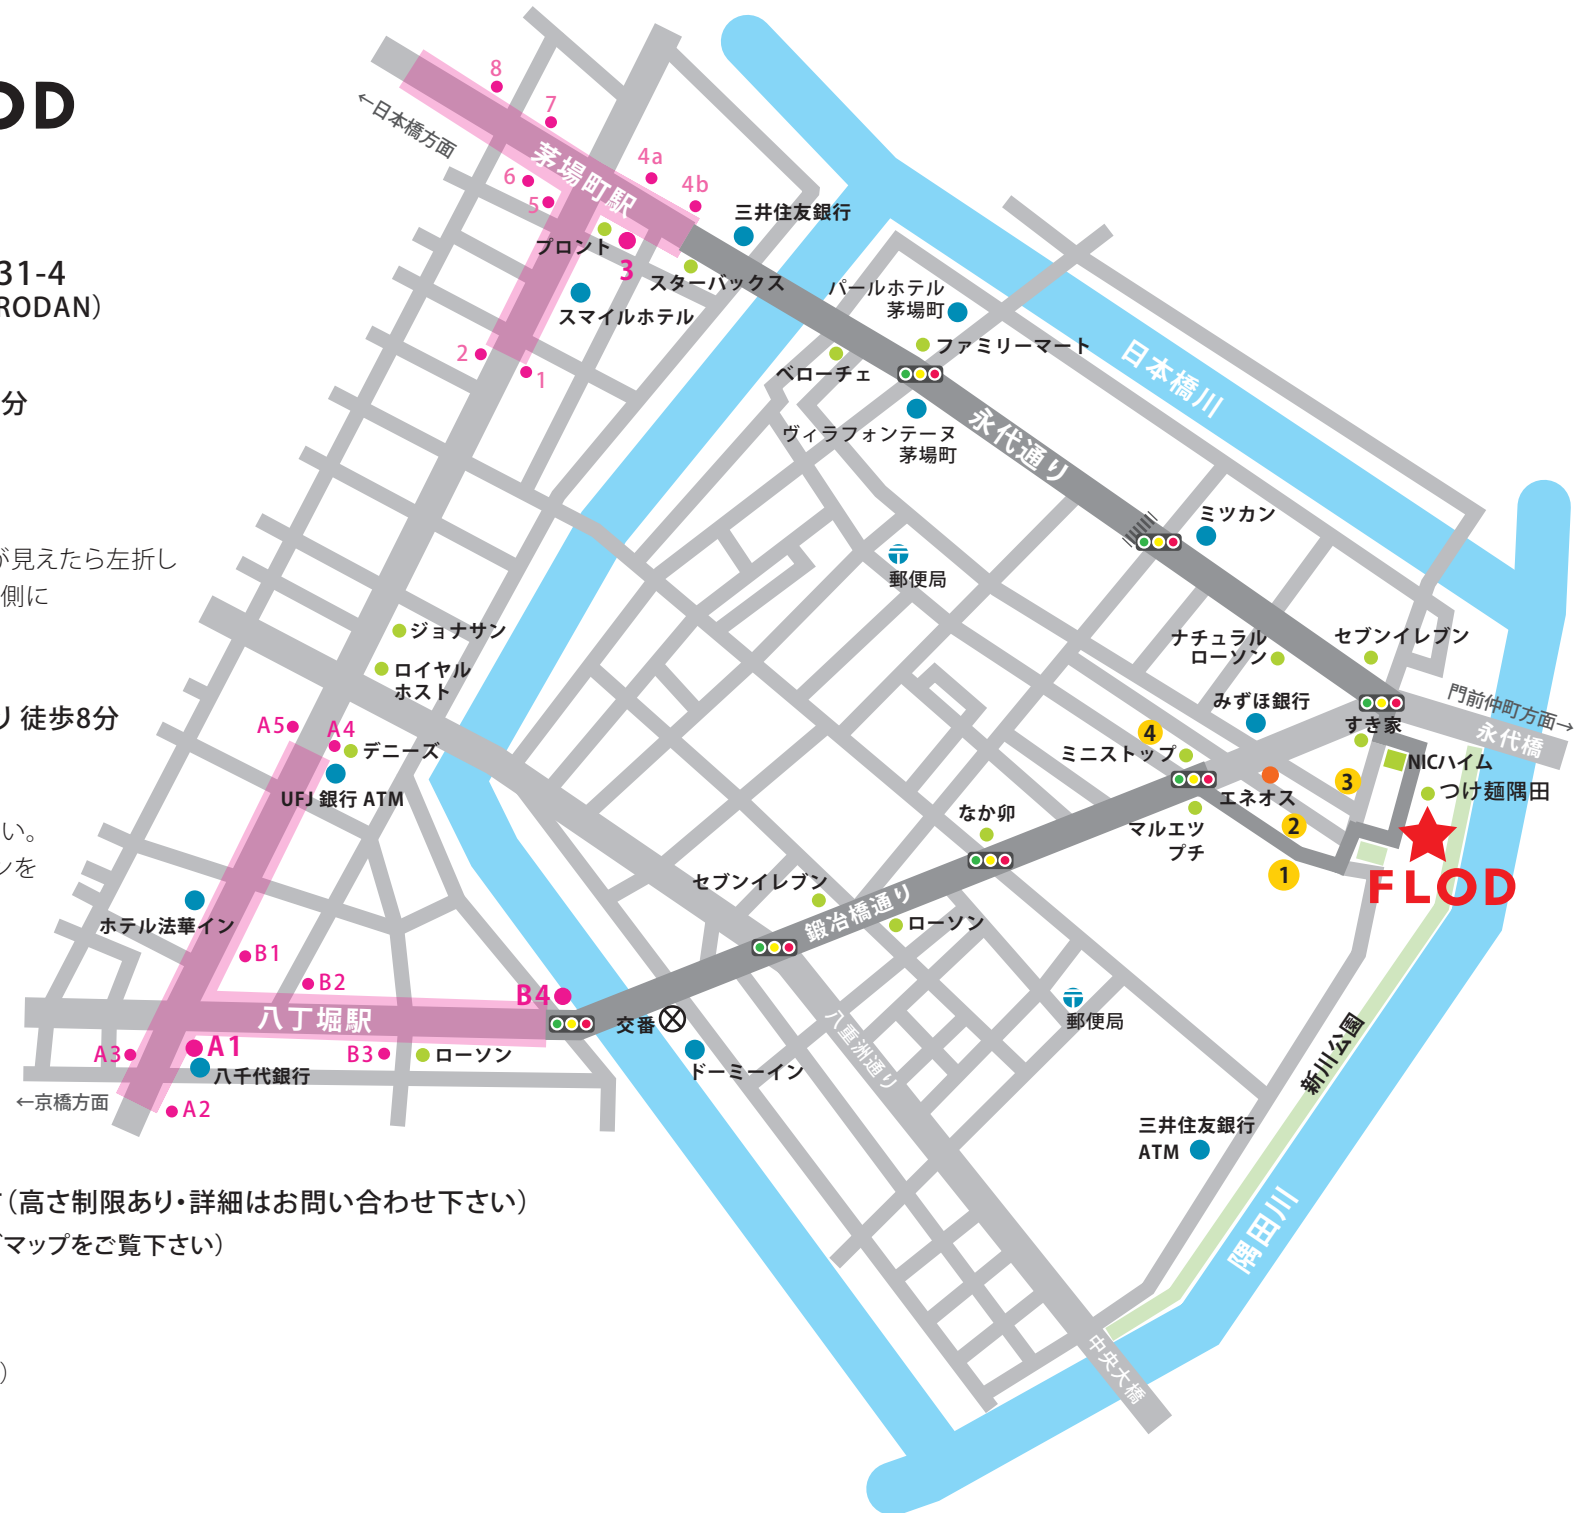 OD
31-4
RODAN）
分
が見えたら左折し
側に
り 徒歩8分
い。
ンを
（高さ制限あり・詳細はお問い合わせ下さい）
マップをご覧下さい）
）
8
7
←日本橋方面
茅場町駅
4a
4b
6
5
三井住友銀行
プロント
3
スターバックス
スマイルホテル
2
1
パールホテル
茅場町
ファミリーマート
ベローチェ
日本橋川
ヴィラフォンテーヌ
茅場町
永代通り
ミツカン
郵便局
ジョナサン
ロイヤル
ホスト
ナチュラル
ローソン
セブンイレブン
みずほ銀行
門前仲町方面→
永代橋
すき家
4
ミニストップ
NICハイム
3
つけ麺隅田
エネオス
2
マルエツ
プチ
1
FLOD
A5
A4
デニーズ
UFJ 銀行 ATM
なか卯
セブンイレブン
鍛冶橋通り
ローソン
ホテル法華イン
B1
B2
B4
八丁堀駅
交番
郵便局
A3
A1
B3
ローソン
八千代銀行
ドーミーイン
八重洲通り
新川公園
←京橋方面
A2
三井住友銀行
ATM
隅田川
中央大橋